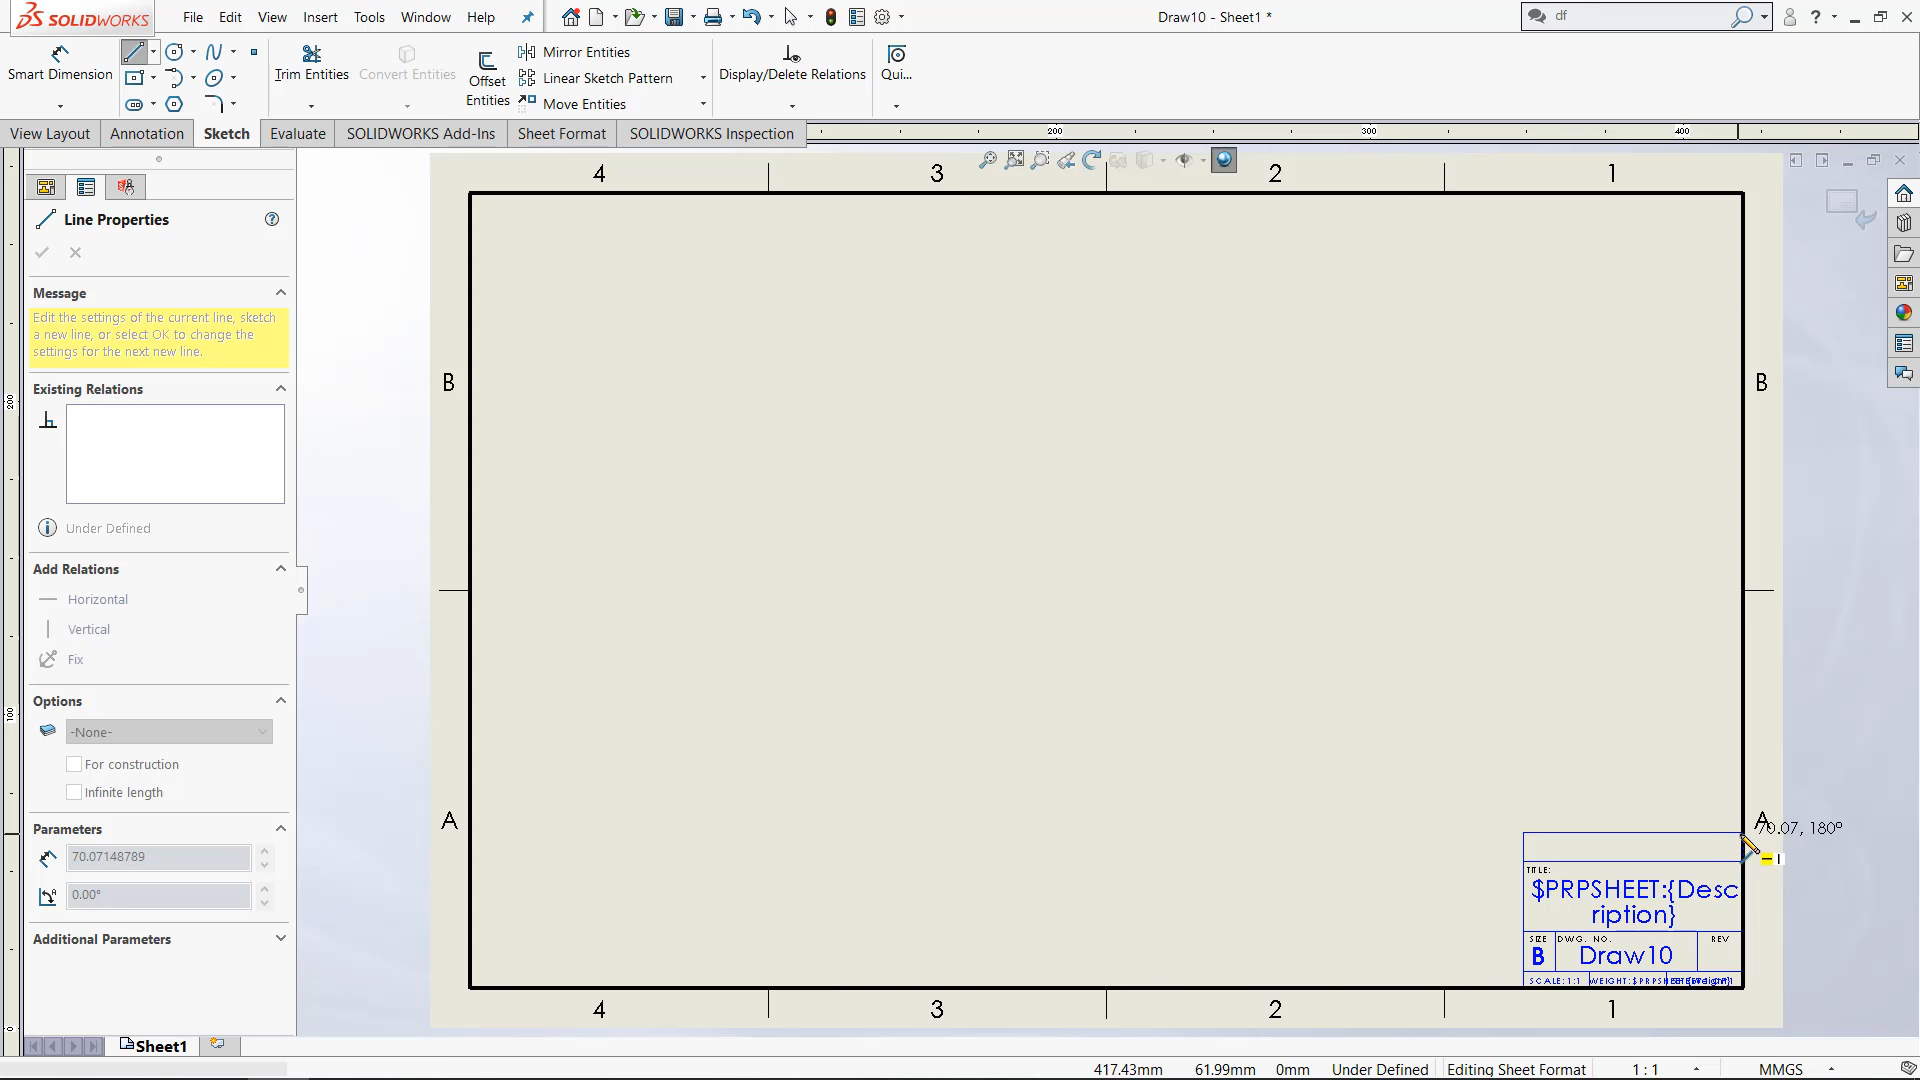 SOLIDWORKS
File Edit View Insert Tools Window Help
Draw10 - Sheet1 *
df
Smart Dimension
Trim Entities
Convert Entities
Offset Entities
Mirror Entities
Linear Sketch Pattern
Move Entities
Display/Delete Relations
Qui...
View Layout Annotation Sketch Evaluate SOLIDWORKS Add-Ins Sheet Format SOLIDWORKS Inspection
200 300 400
Line Properties
Message
Edit the settings of the current line, sketch
a new line, or select OK to change the
settings for the next new line.
Existing Relations
Under Defined
Add Relations
Horizontal
Vertical
Fix
Options
-None-
For construction
Infinite length
Parameters
70.07148789
0.00°
Additional Parameters
200
100
0
4 3 2 1
B B
A A
70.07, 180°
TITLE:
$PRPSHEET:{Desc
ription}
SIZE DWG. NO. REV
B Draw10
SCALE:1:1 WEIGHT:
4 3 2 1
Sheet1
417.43mm 61.99mm 0mm Under Defined Editing Sheet Format 1 : 1 MMGS